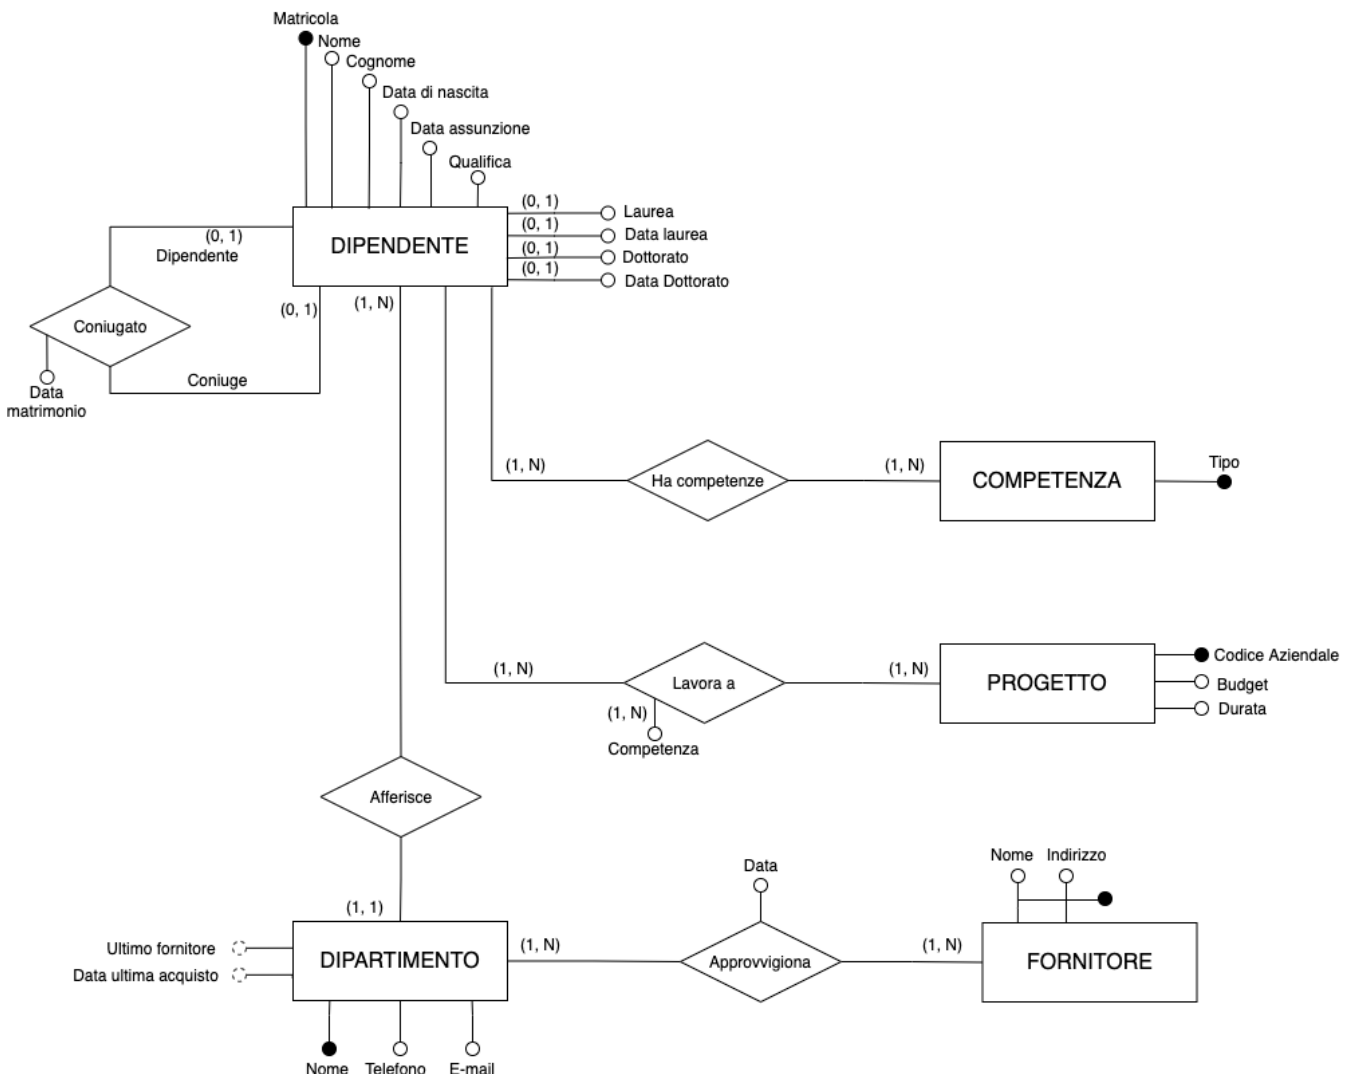 Matricola
Nome
Cognome
Data di nascita
Data assunzione
Qualifica
(0, 1)
Laurea
(0, 1)
Data laurea
(0, 1)
Dottorato
(0, 1)
Data Dottorato
DIPENDENTE
(0, 1)
Dipendente
(0, 1)
(1, N)
Coniugato
Coniuge
Data
matrimonio
(1, N)
Ha competenze
(1, N)
COMPETENZA
Tipo
(1, N)
Lavora a
(1, N)
PROGETTO
Codice Aziendale
Budget
Durata
(1, N)
Competenza
Afferisce
(1, 1)
Ultimo fornitore
Data ultima acquisto
DIPARTIMENTO
(1, N)
Data
Approvvigiona
(1, N)
Nome
Indirizzo
FORNITORE
Nome
Telefono
E-mail